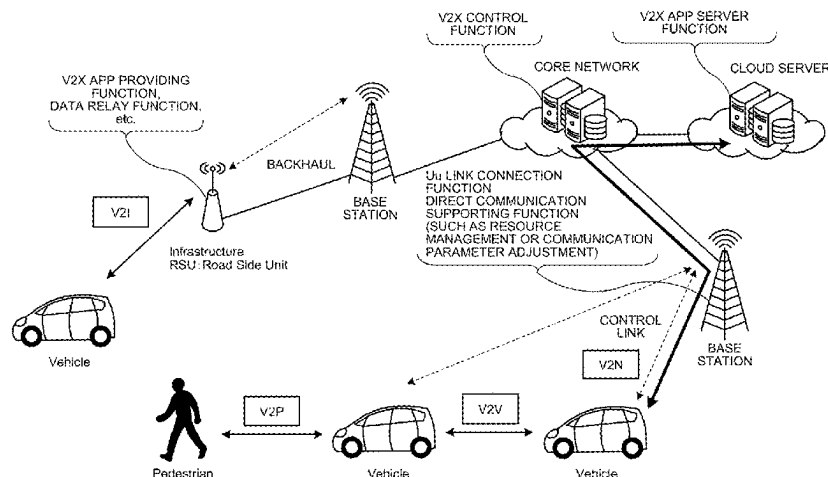 V2X CONTROL
FUNCTION
V2X APP SERVER
FUNCTION
CORE NETWORK
CLOUD SERVER
V2X APP PROVIDING
FUNCTION,
DATA RELAY FUNCTION,
etc.
BACKHAUL
BASE
STATION
V2I
Infrastructure
RSU: Road Side Unit
Vehicle
Uu LINK CONNECTION
FUNCTION
DIRECT COMMUNICATION
SUPPORTING FUNCTION
(SUCH AS RESOURCE
MANAGEMENT OR COMMUNICATION
PARAMETER ADJUSTMENT)
CONTROL
LINK
BASE
STATION
V2N
V2P
V2V
Pedestrian
Vehicle
Vehicle